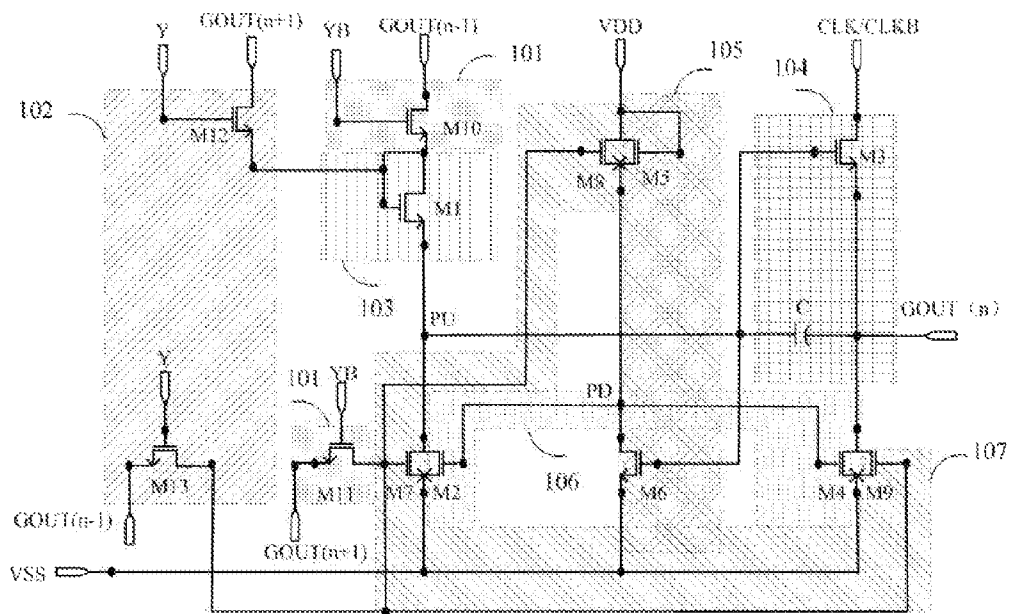 Y
GOUT(n+1)
YB
GOUT(n-1)
VDD
CLK/CLKB
101
105
104
102
M12
M10
M3
M8
M5
M1
103
PU
C
GOUT (n)
Y
101
YB
PD
M13
M11
M7
M2
106
M6
M4
M9
107
GOUT(n-1)
GOUT(n+1)
VSS